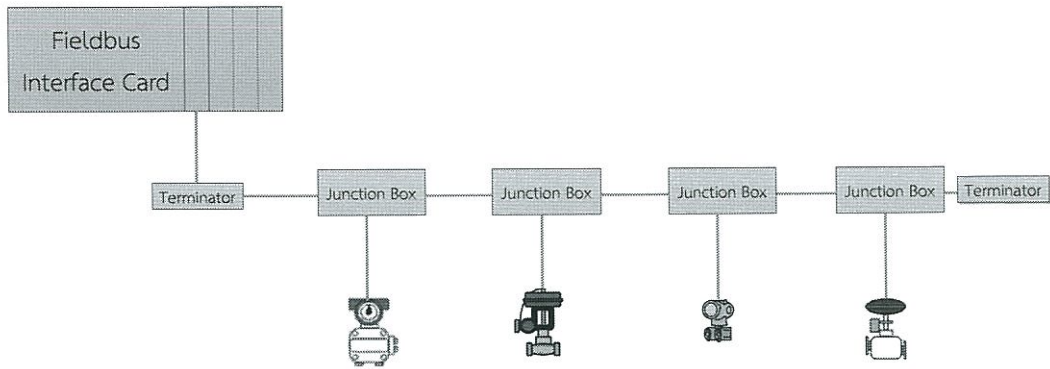 Fieldbus
Interface Card
Terminator
Junction Box
Junction Box
Junction Box
Junction Box
Terminator